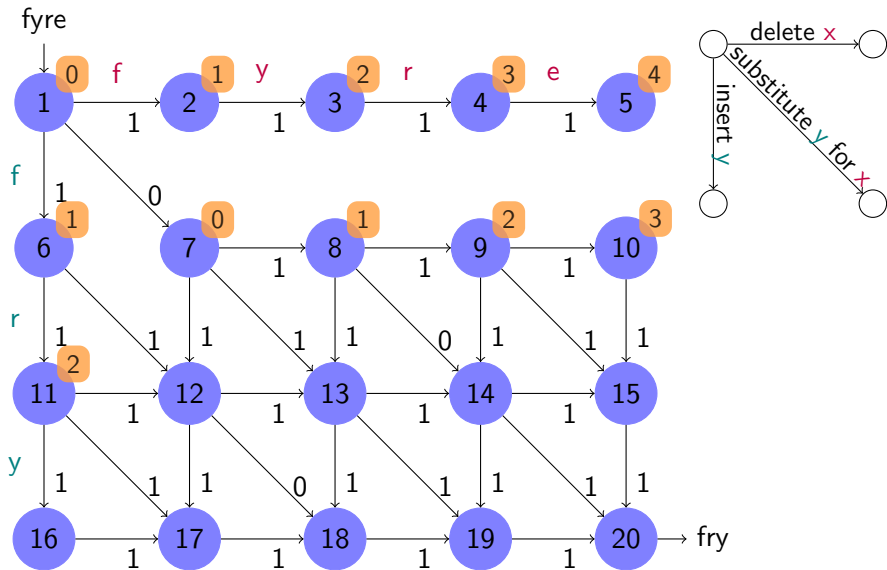 fyre
0 f 1 y 2 r 3 e 4
1 2 3 4 5
1 1 1 1
f 1 0
1 0 1 2 3
6 7 8 9 10
1 1 1
r 1 1 1 1 1 0 1 1 1
2
11 12 13 14 15
1 1 1 1
y 1 1 1 0 1 1 1 1 1
16 17 18 19 20 fry
1 1 1 1
delete x
substitute y for x
insert y